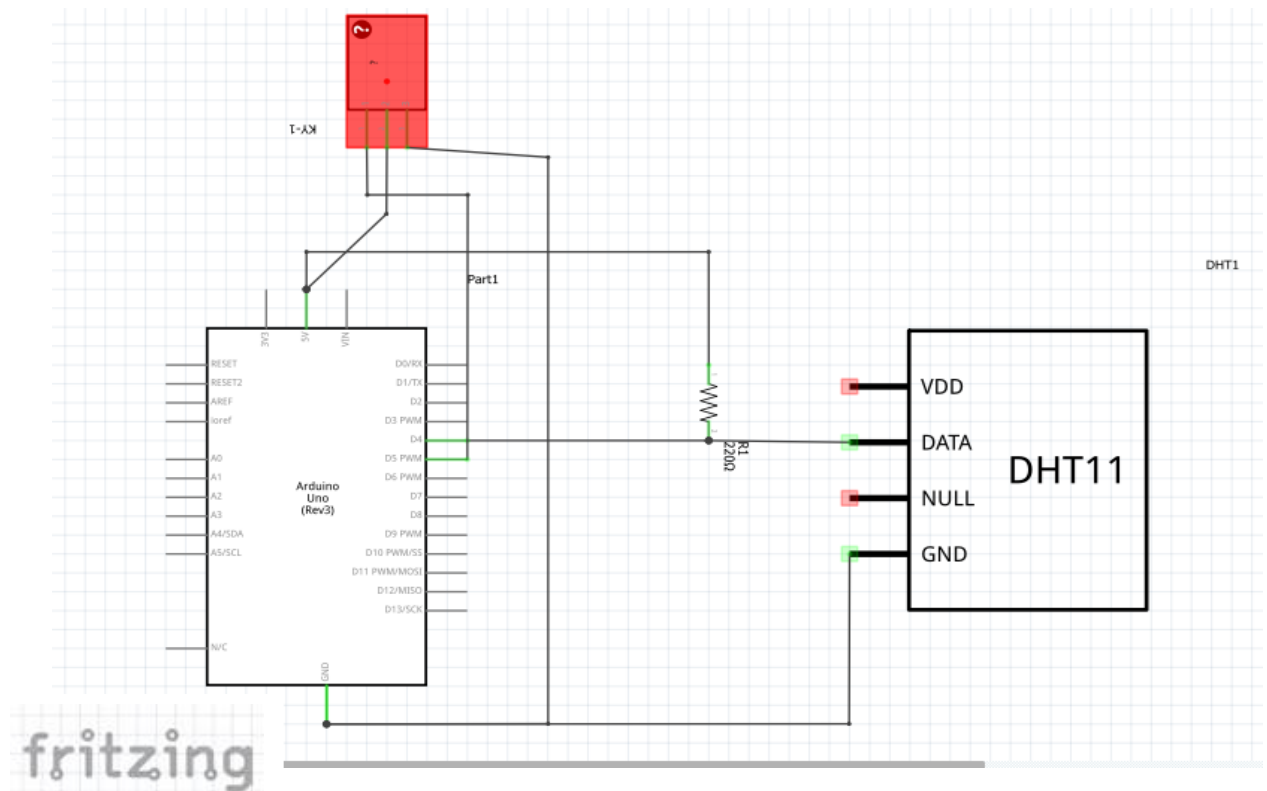 ?
KY-1
Part1
DHT1
3V3
5V
VIN
RESET
RESET2
AREF
ioref
A0
A1
A2
A3
A4/SDA
A5/SCL
N/C
D0/RX
D1/TX
D2
D3 PWM
D4
D5 PWM
D6 PWM
D7
D8
D9 PWM
D10 PWM/SS
D11 PWM/MOSI
D12/MISO
D13/SCK
Arduino
Uno
(Rev3)
GND
R1
220Ω
VDD
DATA
NULL
GND
DHT11
fritzing